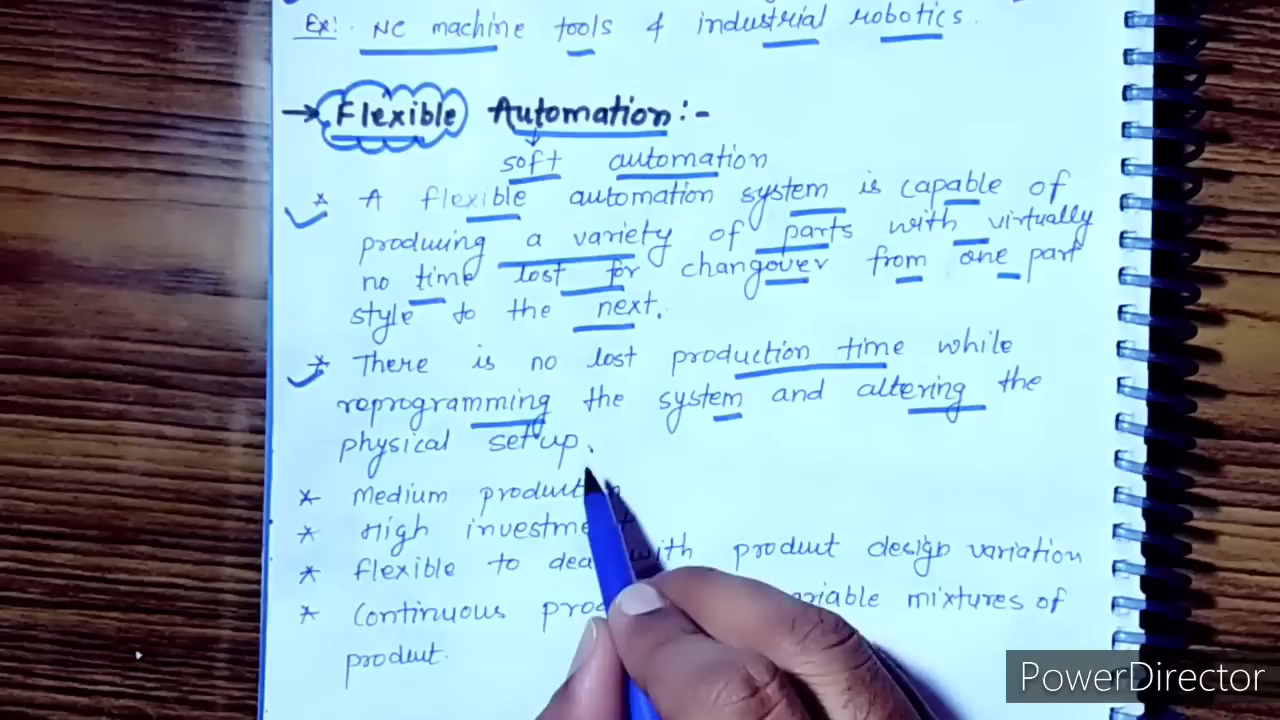 Ex: NC machine tools & industrial robotics.
→ Flexible Automation:-
soft automation
* A flexible automation system is capable of
producing a variety of parts with virtually
no time lost for changover from one part
style to the next.
* There is no lost production time while
reprogramming the system and altering the
physical setup.
* Medium
* High
* flexible to with product design variation
* Continuous mixtures of
produt.
PowerDirector